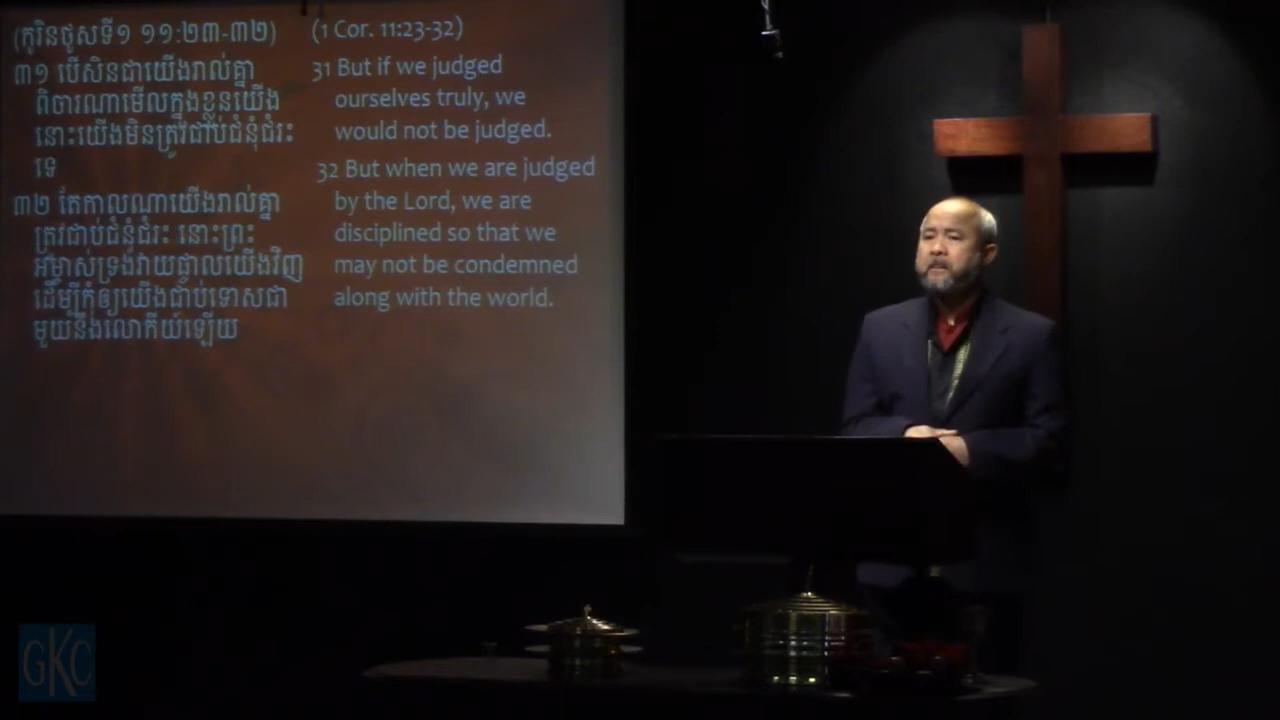 (កូរិនថូសទី១ ១១:២៣-៣២)
៣១ បើសិនជាយើងរាល់គ្នា
ពិចារណាមើលក្នុងខ្លួនយើង
នោះយើងមិនត្រូវជាប់ជំនុំជំរះ
ទេ
៣២ តែកាលណាយើងរាល់គ្នា
ត្រូវជាប់ជំនុំជំរះ នោះព្រះ
អម្ចាស់ទ្រង់វាយផ្ចាលយើងវិញ
ដើម្បីកុំឲ្យយើងជាប់ទោសជា
មួយនឹងលោកីយ៍ឡើយ
(1 Cor. 11:23-32)
31 But if we judged
ourselves truly, we
would not be judged.
32 But when we are judged
by the Lord, we are
disciplined so that we
may not be condemned
along with the world.
GKC